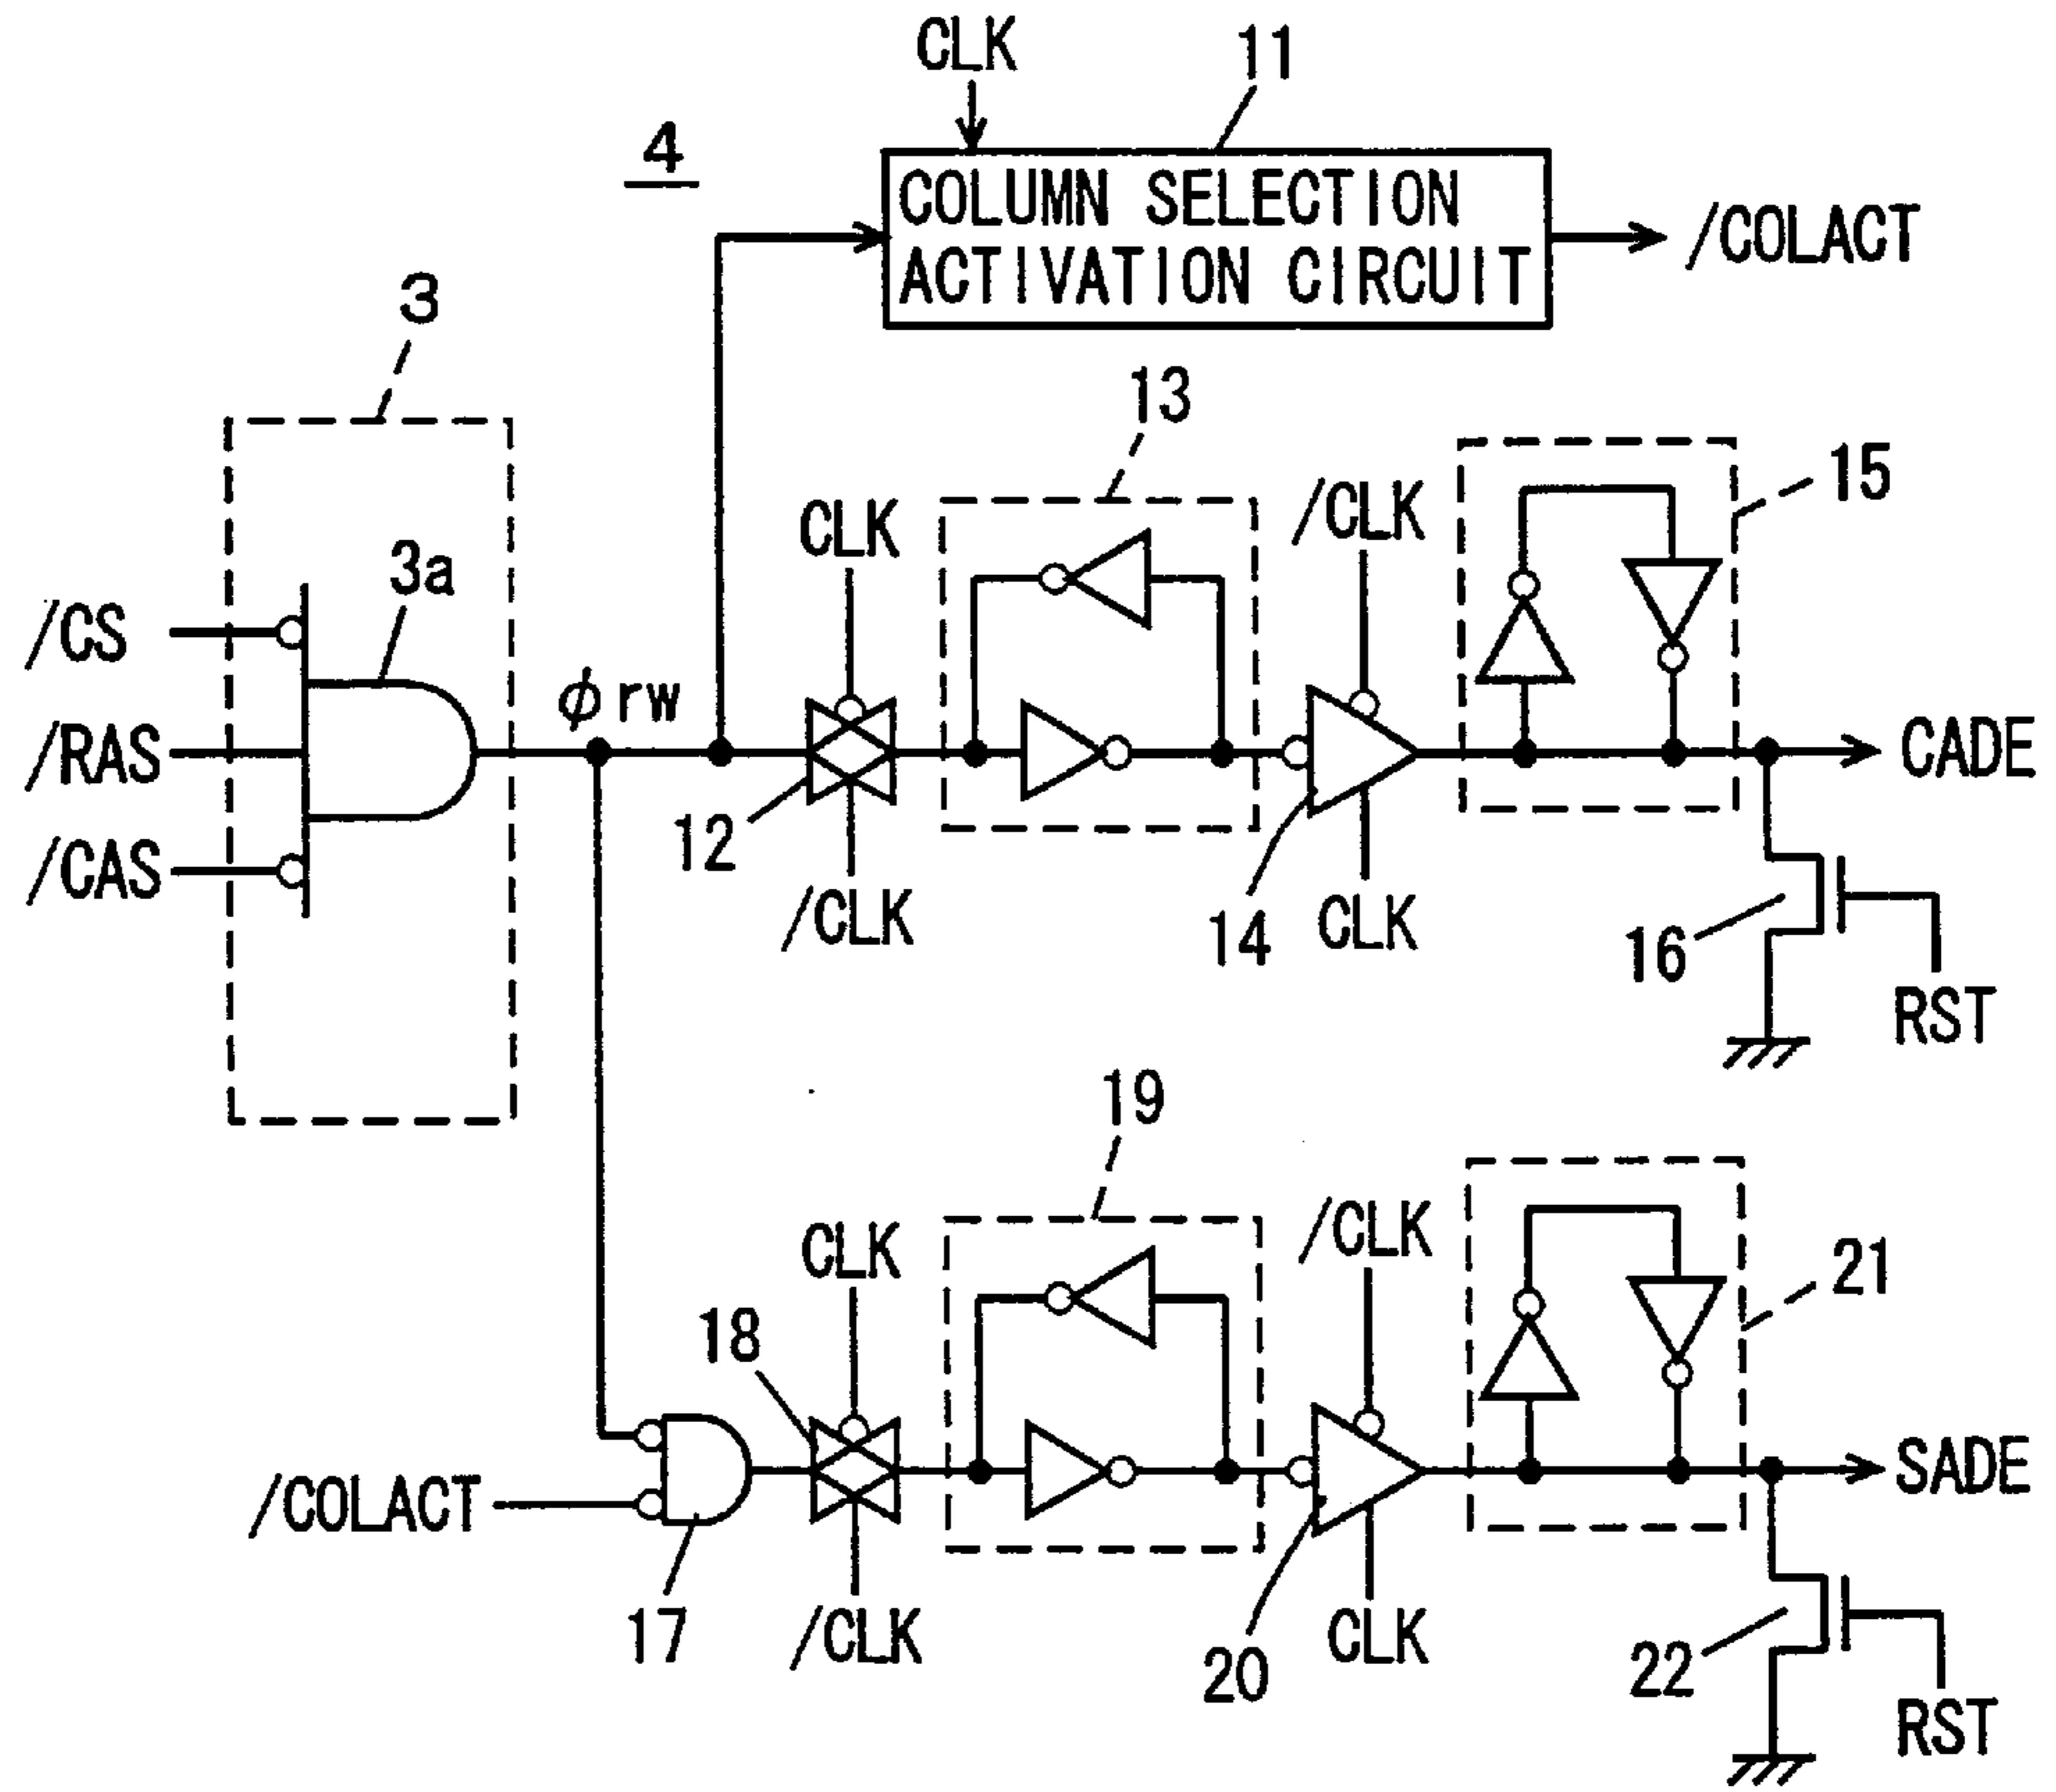 CLK
11
4
COLUMN SELECTION
ACTIVATION CIRCUIT
/COLACT
3
13
15
CLK
/CLK
3a
/CS
φrw
/RAS
CADE
12
/CAS
/CLK
14
CLK
16
RST
19
CLK
/CLK
21
18
SADE
/COLACT
17
/CLK
20
CLK
22
RST